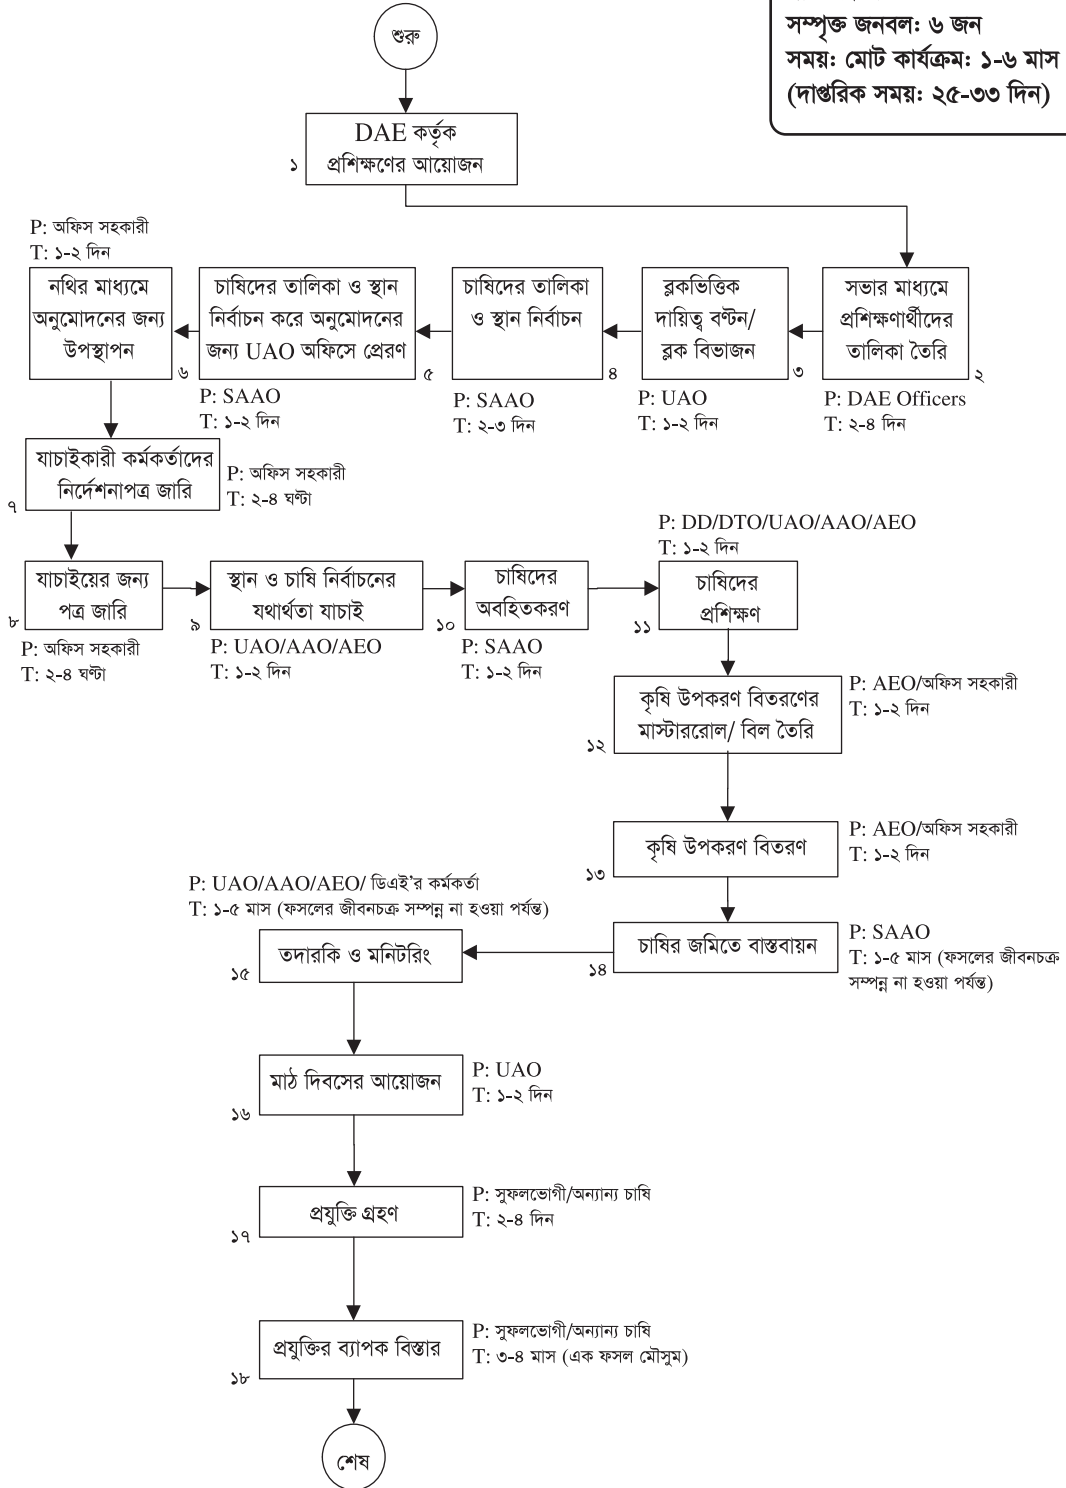 সম্পৃক্ত জনবল: ৬ জন
সময়: মোট কার্যক্রম: ১-৬ মাস
(দাপ্তরিক সময়: ২৫-৩৩ দিন)
শুরু
DAE কর্তৃক
প্রশিক্ষণের আয়োজন
১
P: অফিস সহকারী
T: ১-২ দিন
নথির মাধ্যমে
অনুমোদনের জন্য
উপস্থাপন
৬
চাষিদের তালিকা ও স্থান
নির্বাচন করে অনুমোদনের
জন্য UAO অফিসে প্রেরণ
৫
P: SAAO
T: ১-২ দিন
চাষিদের তালিকা
ও স্থান নির্বাচন
৪
P: SAAO
T: ২-৩ দিন
ব্লকভিত্তিক
দায়িত্ব বণ্টন/
ব্লক বিভাজন
৩
P: UAO
T: ১-২ দিন
সভার মাধ্যমে
প্রশিক্ষণার্থীদের
তালিকা তৈরি
২
P: DAE Officers
T: ২-৪ দিন
যাচাইকারী কর্মকর্তাদের
নির্দেশনাপত্র জারি
৭
P: অফিস সহকারী
T: ২-৪ ঘণ্টা
যাচাইয়ের জন্য
পত্র জারি
৮
P: অফিস সহকারী
T: ২-৪ ঘণ্টা
স্থান ও চাষি নির্বাচনের
যথার্থতা যাচাই
৯
P: UAO/AAO/AEO
T: ১-২ দিন
চাষিদের
অবহিতকরণ
১০
P: SAAO
T: ১-২ দিন
P: DD/DTO/UAO/AAO/AEO
T: ১-২ দিন
চাষিদের
প্রশিক্ষণ
১১
কৃষি উপকরণ বিতরণের
মাস্টাররোল/ বিল তৈরি
১২
P: AEO/অফিস সহকারী
T: ১-২ দিন
কৃষি উপকরণ বিতরণ
১৩
P: AEO/অফিস সহকারী
T: ১-২ দিন
চাষির জমিতে বাস্তবায়ন
১৪
P: SAAO
T: ১-৫ মাস (ফসলের জীবনচক্র
সম্পন্ন না হওয়া পর্যন্ত)
P: UAO/AAO/AEO/ ডিএই'র কর্মকর্তা
T: ১-৫ মাস (ফসলের জীবনচক্র সম্পন্ন না হওয়া পর্যন্ত)
তদারকি ও মনিটরিং
১৫
মাঠ দিবসের আয়োজন
১৬
P: UAO
T: ১-২ দিন
প্রযুক্তি গ্রহণ
১৭
P: সুফলভোগী/অন্যান্য চাষি
T: ২-৪ দিন
প্রযুক্তির ব্যাপক বিস্তার
১৮
P: সুফলভোগী/অন্যান্য চাষি
T: ৩-৪ মাস (এক ফসল মৌসুম)
শেষ